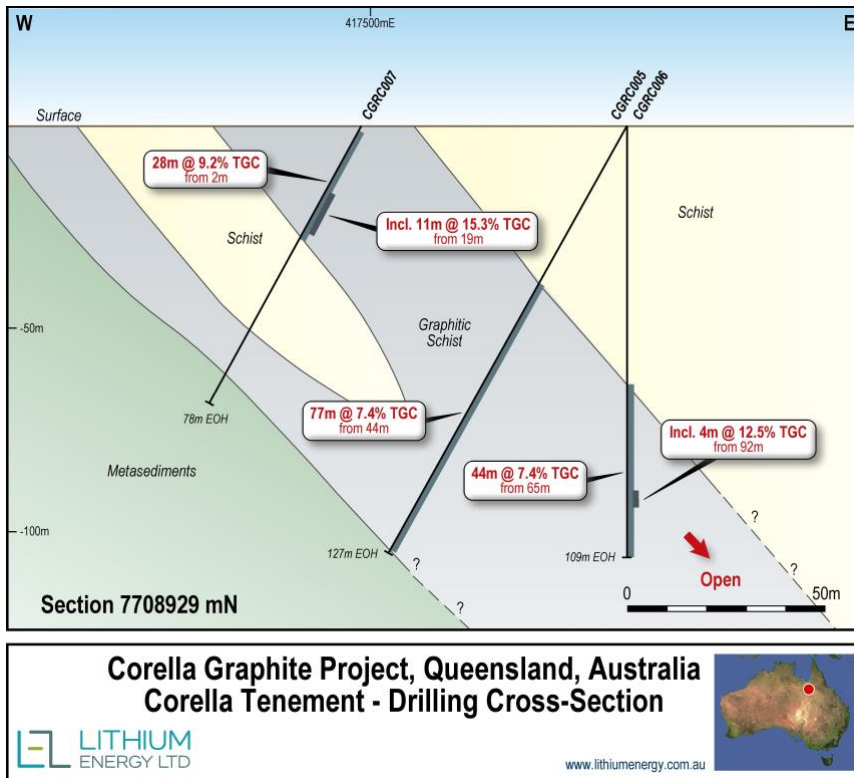 W
417500mE
E
CGRC007
CGRC005
CGRC006
Surface
28m @ 9.2% TGC
from 2m
Incl. 11m @ 15.3% TGC
from 19m
Schist
Schist
-50m
Graphitic
Schist
78m EOH
77m @ 7.4% TGC
from 44m
Incl. 4m @ 12.5% TGC
from 92m
44m @ 7.4% TGC
from 65m
Metasediments
-100m
127m EOH
109m EOH
?
?
?
?
Open
0
50m
Section 7708929 mN
Corella Graphite Project, Queensland, Australia
Corella Tenement - Drilling Cross-Section
LEL LITHIUM
ENERGY LTD
www.lithiumenergy.com.au